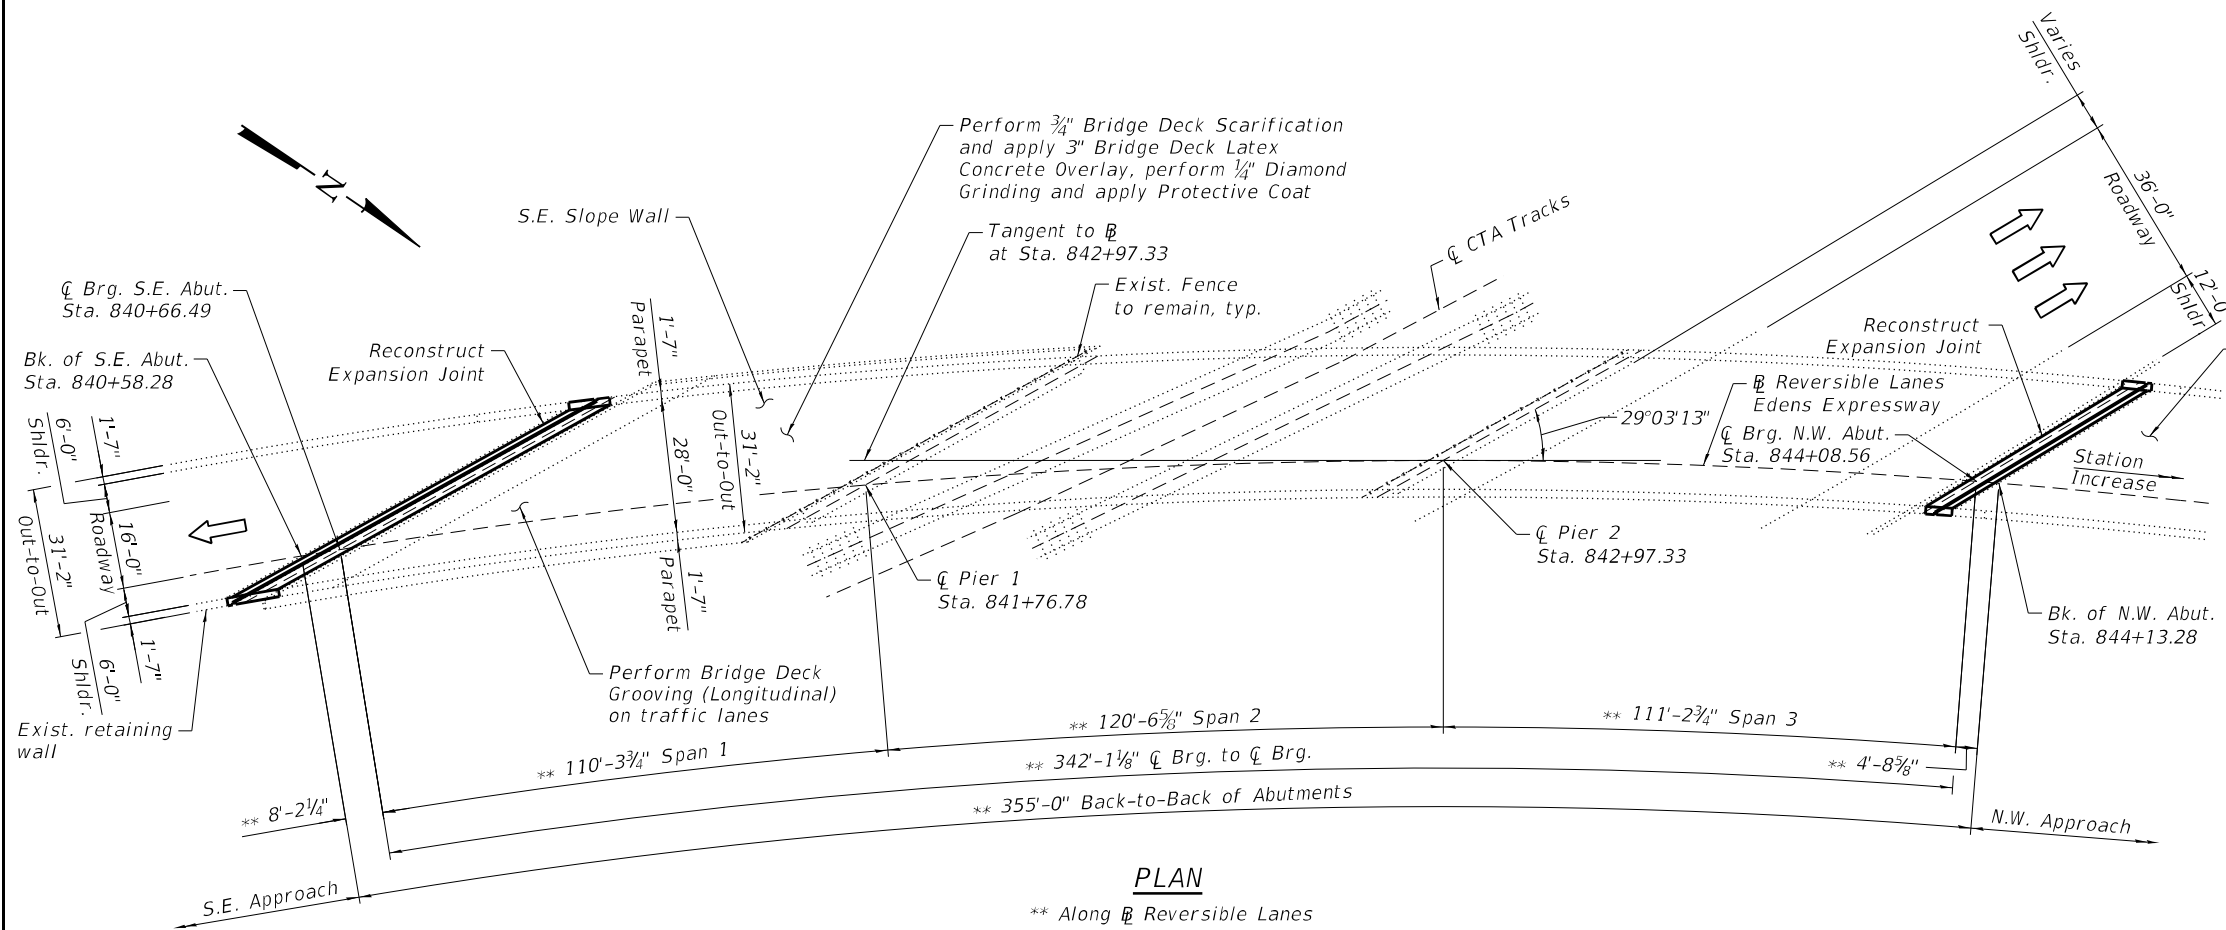 Varies
Shldr.
36'-0"
Roadway
Shldr.
N
Perform ¾" Bridge Deck Scarification
and apply 3" Bridge Deck Latex
Concrete Overlay, perform ¼" Diamond
Grinding and apply Protective Coat
S.E. Slope Wall
Tangent to ⅊
at Sta. 842+97.33
℄ CTA Tracks
Exist. Fence
to remain, typ.
℄ Brg. S.E. Abut.
Sta. 840+66.49
Bk. of S.E. Abut.
Sta. 840+58.28
Reconstruct
Expansion Joint
1'-7"
Parapet
28'-0"
31'-2"
Out-to-Out
1'-7"
Parapet
Reconstruct
Expansion Joint
⅊ Reversible Lanes
Edens Expressway
29°03'13"
℄ Brg. N.W. Abut.
Sta. 844+08.56
Station
Increase
1'-7"
6'-0"
Shldr.
16'-0"
Roadway
31'-2"
Out-to-Out
1'-7"
6'-0"
Shldr.
Exist. retaining
wall
℄ Pier 1
Sta. 841+76.78
℄ Pier 2
Sta. 842+97.33
Bk. of N.W. Abut.
Sta. 844+13.28
Perform Bridge Deck
Grooving (Longitudinal)
on traffic lanes
** 110'-3¾" Span 1
** 120'-6⅝" Span 2
** 111'-2¾" Span 3
** 342'-1⅛" ℄ Brg. to ℄ Brg.
** 4'-8⅝"
** 8'-2¼"
** 355'-0" Back-to-Back of Abutments
S.E. Approach
N.W. Approach
PLAN
** Along ⅊ Reversible Lanes